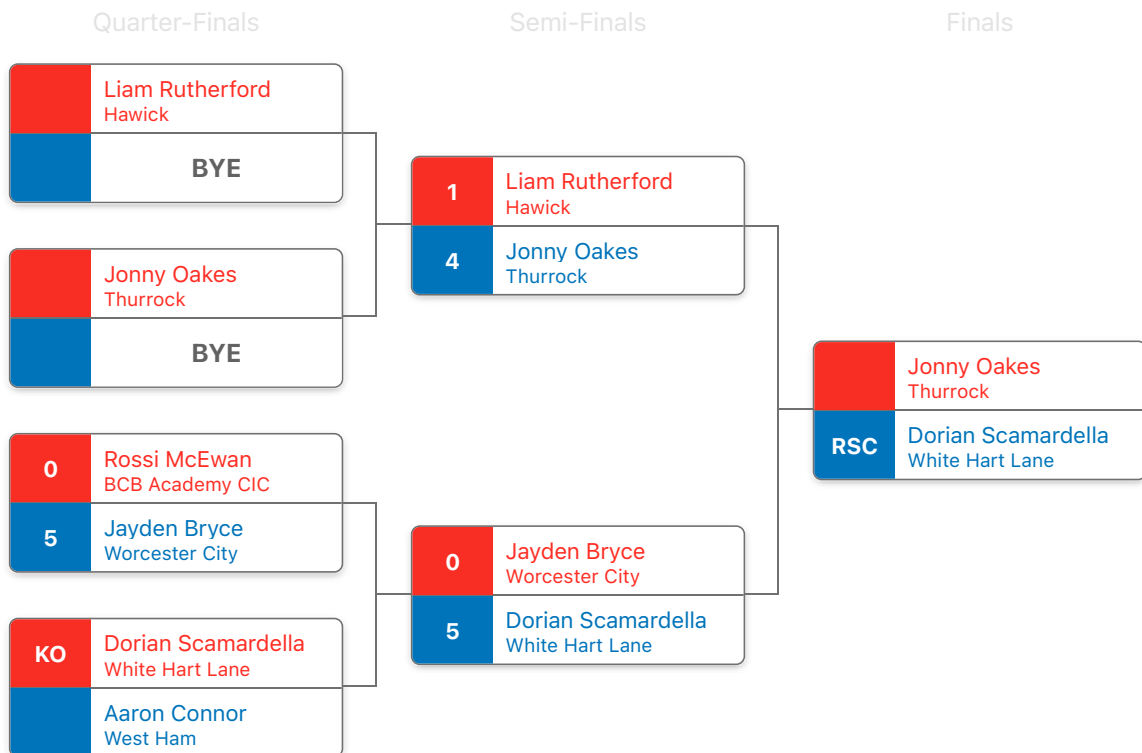 Quarter-Finals
Semi-Finals
Finals
Liam Rutherford
Hawick
BYE
Jonny Oakes
Thurrock
BYE
0
Rossi McEwan
BCB Academy CIC
5
Jayden Bryce
Worcester City
KO
Dorian Scamardella
White Hart Lane
Aaron Connor
West Ham
1
Liam Rutherford
Hawick
4
Jonny Oakes
Thurrock
0
Jayden Bryce
Worcester City
5
Dorian Scamardella
White Hart Lane
Jonny Oakes
Thurrock
RSC
Dorian Scamardella
White Hart Lane